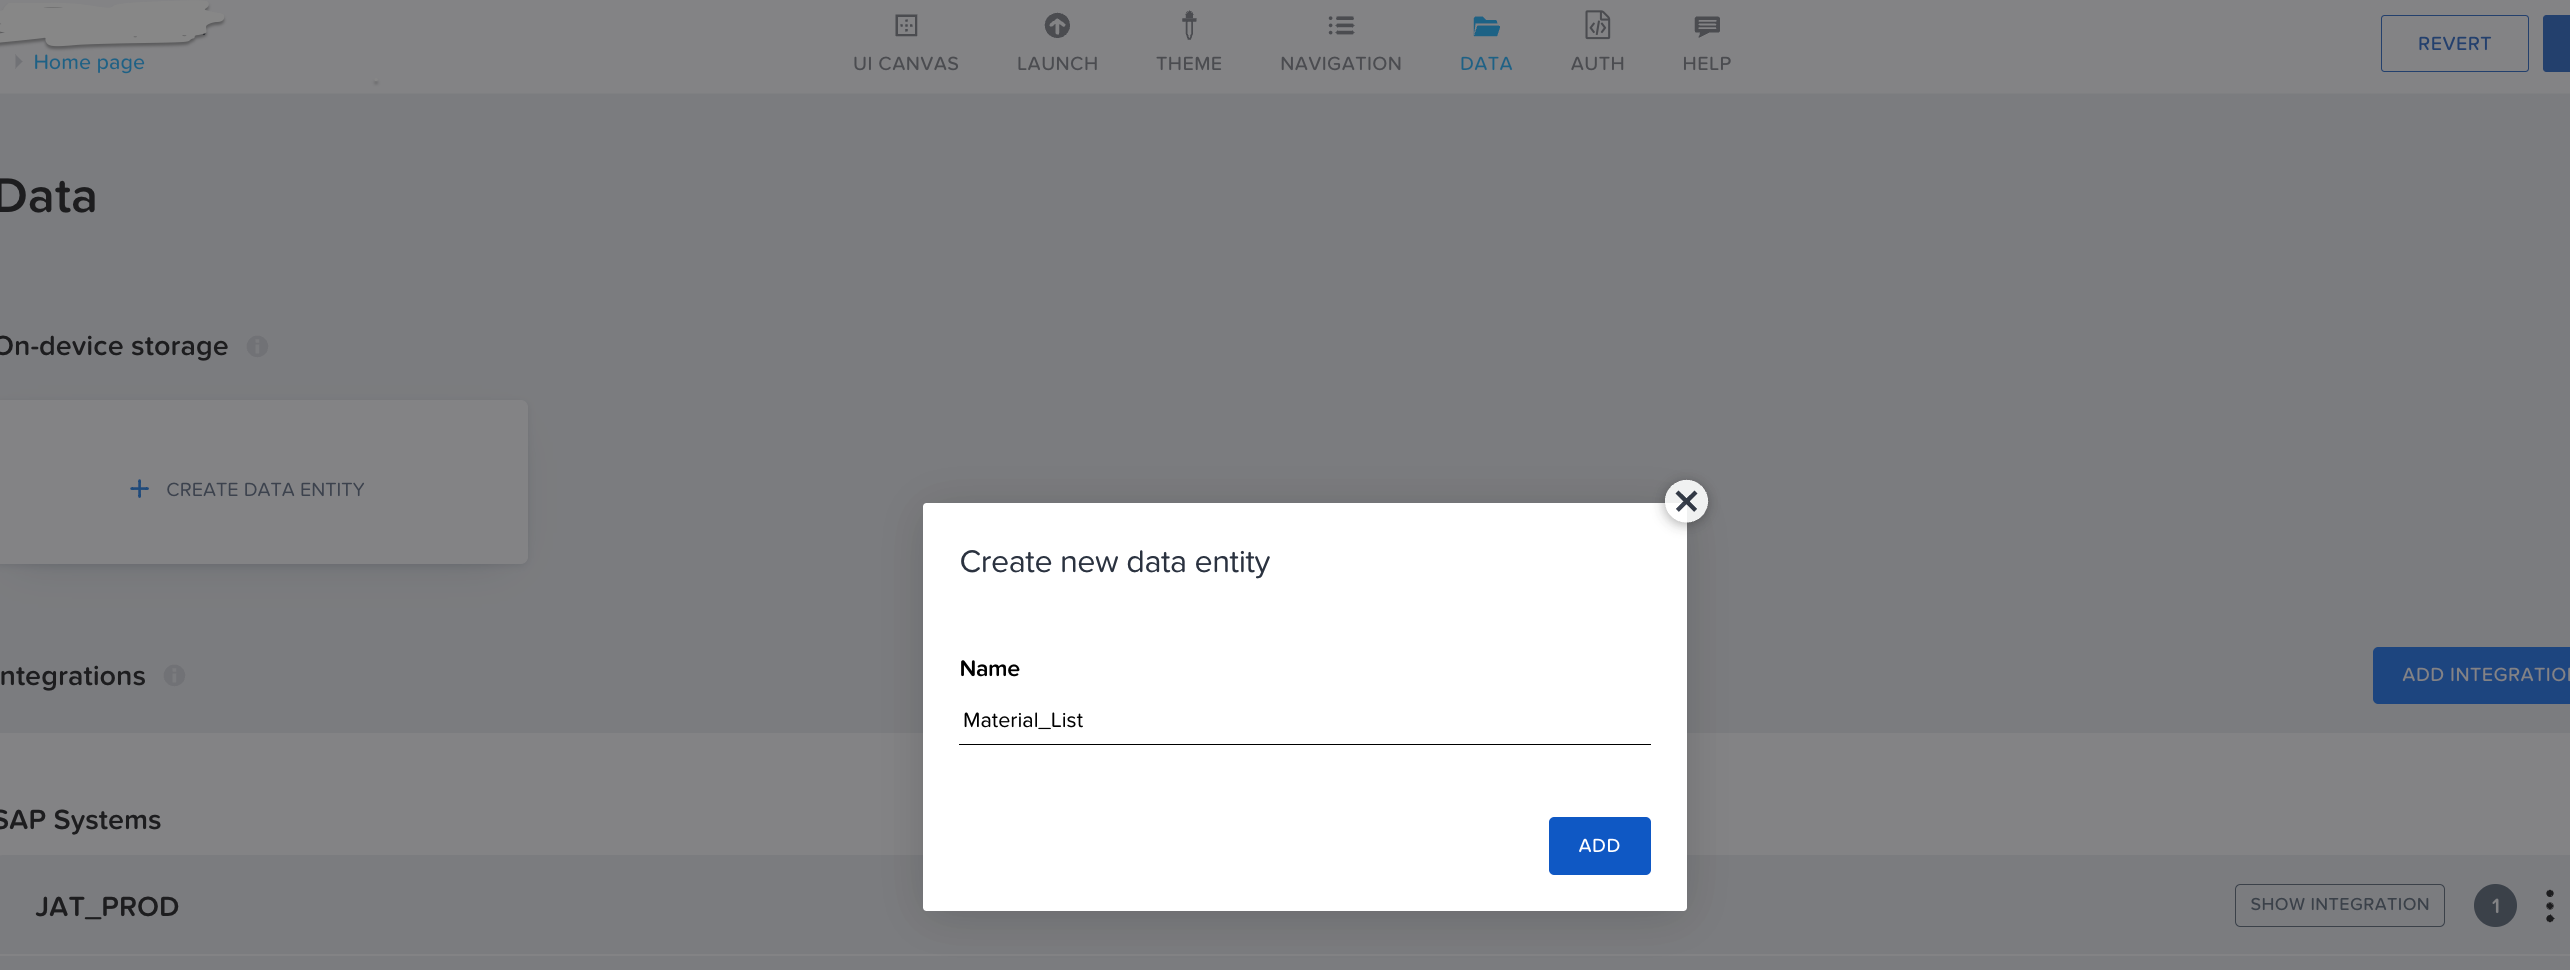 Home page
UI CANVAS
LAUNCH
THEME
NAVIGATION
DATA
AUTH
HELP
REVERT
Data
On-device storage
+ CREATE DATA ENTITY
Create new data entity
Name
Material_List
ADD
ntegrations
ADD INTEGRATION
SAP Systems
JAT_PROD
SHOW INTEGRATION
1